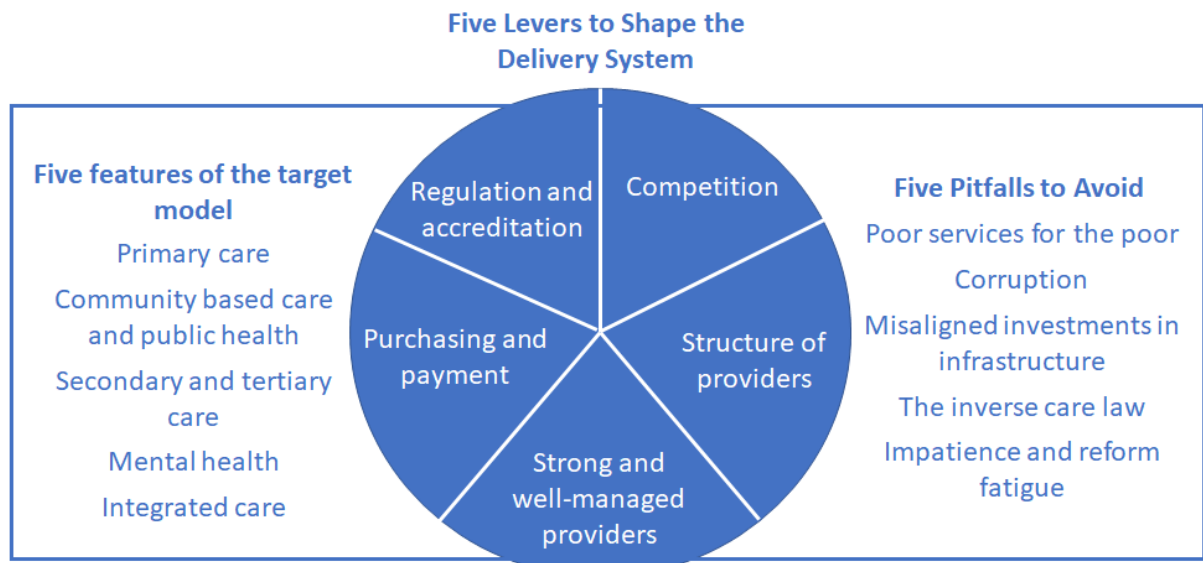 Five Levers to Shape the
Delivery System
Five features of the target
model
Primary care
Community based care
and public health
Secondary and tertiary
care
Mental health
Integrated care
Regulation and
accreditation
Competition
Purchasing and
payment
Structure of
providers
Strong and
well-managed
providers
Five Pitfalls to Avoid
Poor services for the poor
Corruption
Misaligned investments in
infrastructure
The inverse care law
Impatience and reform
fatigue